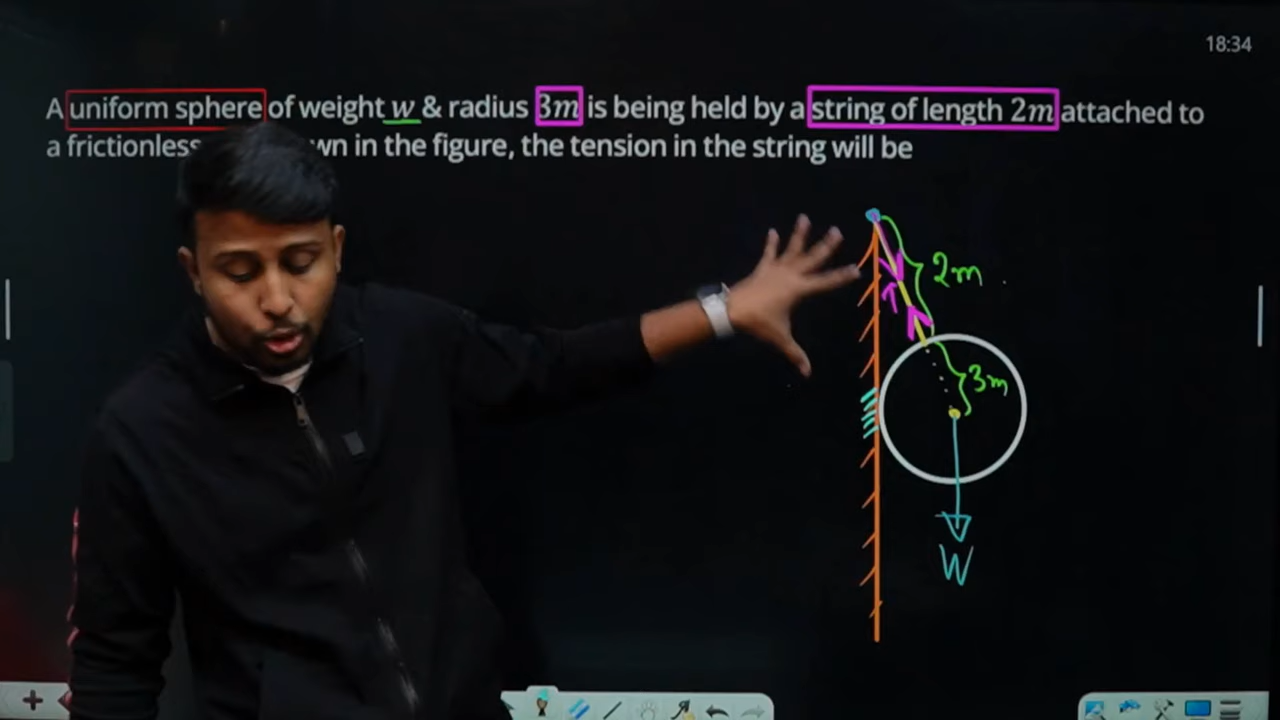 18:34
A uniform sphere of weight w & radius 3m is being held by a string of length 2m attached to
a frictionless wn in the figure, the tension in the string will be
2m
3m
W